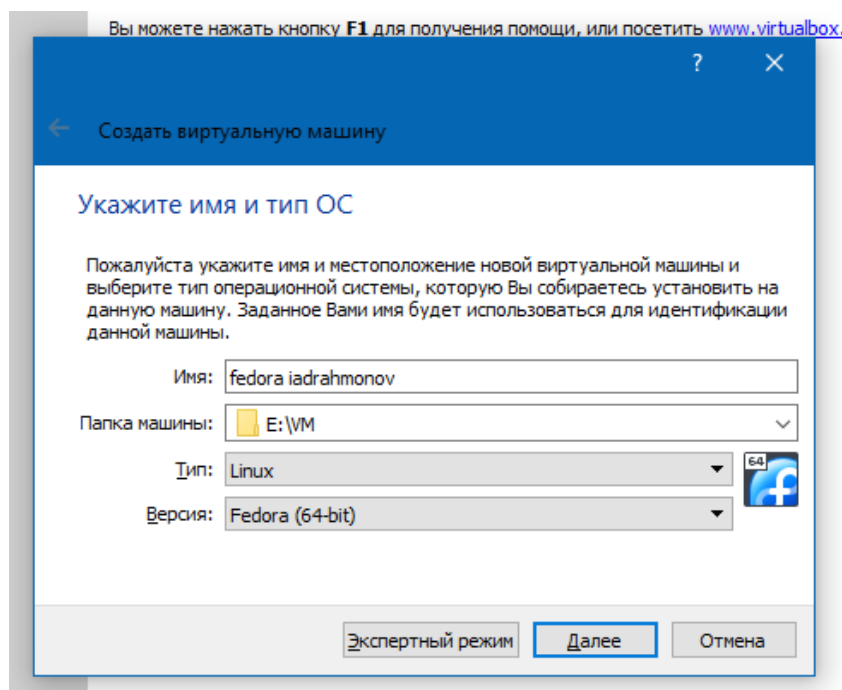 Вы можете нажать кнопку F1 для получения помощи, или посетить www.virtualbox.
?
Создать виртуальную машину
Укажите имя и тип ОС
Пожалуйста укажите имя и местоположение новой виртуальной машины и
выберите тип операционной системы, которую Вы собираетесь установить на
данную машину. Заданное Вами имя будет использоваться для идентификации
данной машины.
Имя: fedora iadrahmonov
Папка машины: E:\VM
Тип: Linux
64
Версия: Fedora (64-bit)
Экспертный режим Далее Отмена